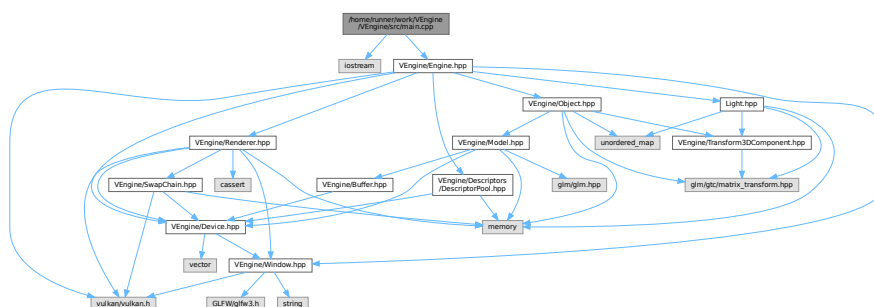 /home/runner/work/VEngine
/VEngine/src/main.cpp
iostream
VEngine/Engine.hpp
VEngine/Object.hpp
Light.hpp
VEngine/Renderer.hpp
VEngine/Model.hpp
unordered_map
VEngine/Transform3DComponent.hpp
VEngine/SwapChain.hpp
cassert
VEngine/Buffer.hpp
VEngine/Descriptors
/DescriptorPool.hpp
glm/glm.hpp
glm/gtc/matrix_transform.hpp
VEngine/Device.hpp
memory
vector
VEngine/Window.hpp
vulkan/vulkan.h
GLFW/glfw3.h
string